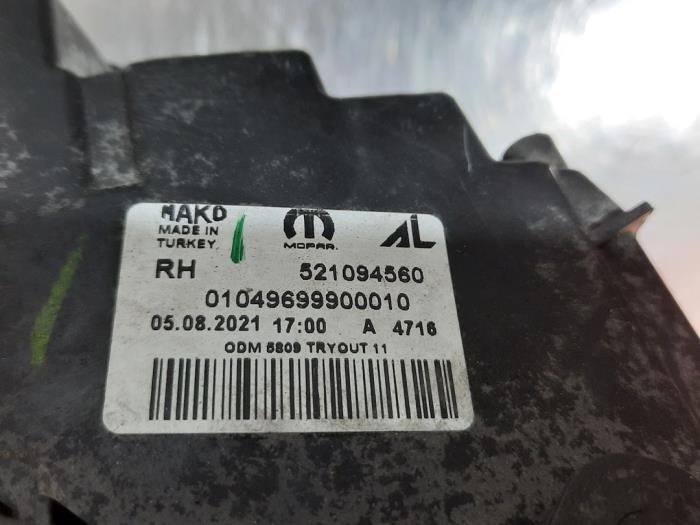 MAKO
MADE IN
TURKEY
MOPAR
AL
RH
521094560
01049699900010
05.08.2021 17:00 A 4716
ODM 5809 TRYOUT 11